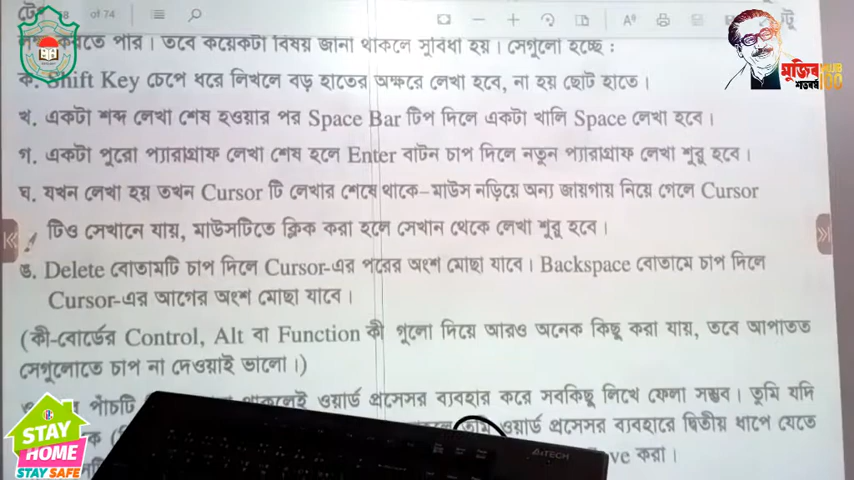 of 74
করতে পার। তবে কয়েকটা বিষয় জানা থাকলে সুবিধা হয়। সেগুলো হচ্ছে :
ক. Shift Key চেপে ধরে লিখলে বড় হাতের অক্ষরে লেখা হবে, না হয় ছোট হাতে।
খ. একটা শব্দ লেখা শেষ হওয়ার পর Space Bar টিপ দিলে একটা খালি Space লেখা হবে।
গ. একটা পুরো প্যারাগ্রাফ লেখা শেষ হলে Enter বাটন চাপ দিলে নতুন প্যারাগ্রাফ লেখা শুরু হবে।
ঘ. যখন লেখা হয় তখন Cursor টি লেখার শেষে থাকে–মাউস নড়িয়ে অন্য জায়গায় নিয়ে গেলে Cursor
টিও সেখানে যায়, মাউসটিতে ক্লিক করা হলে সেখান থেকে লেখা শুরু হবে।
ঙ. Delete বোতামটি চাপ দিলে Cursor-এর পরের অংশ মোছা যাবে। Backspace বোতামে চাপ দিলে
Cursor-এর আগের অংশ মোছা যাবে।
(কী-বোর্ডের Control, Alt বা Function কী গুলো দিয়ে আরও অনেক কিছু করা যায়, তবে আপাতত
সেগুলোতে চাপ না দেওয়াই ভালো।)
পাঁচটি থাকলেই ওয়ার্ড প্রসেসর ব্যবহার করে সবকিছু লিখে ফেলা সম্ভব। তুমি যদি
তুমি ওয়ার্ড প্রসেসর ব্যবহারে দ্বিতীয় ধাপে যেতে
করা।
A4TECH
মুজিব
শতবর্ষ
100
STAY
HOME
STAY SAFE